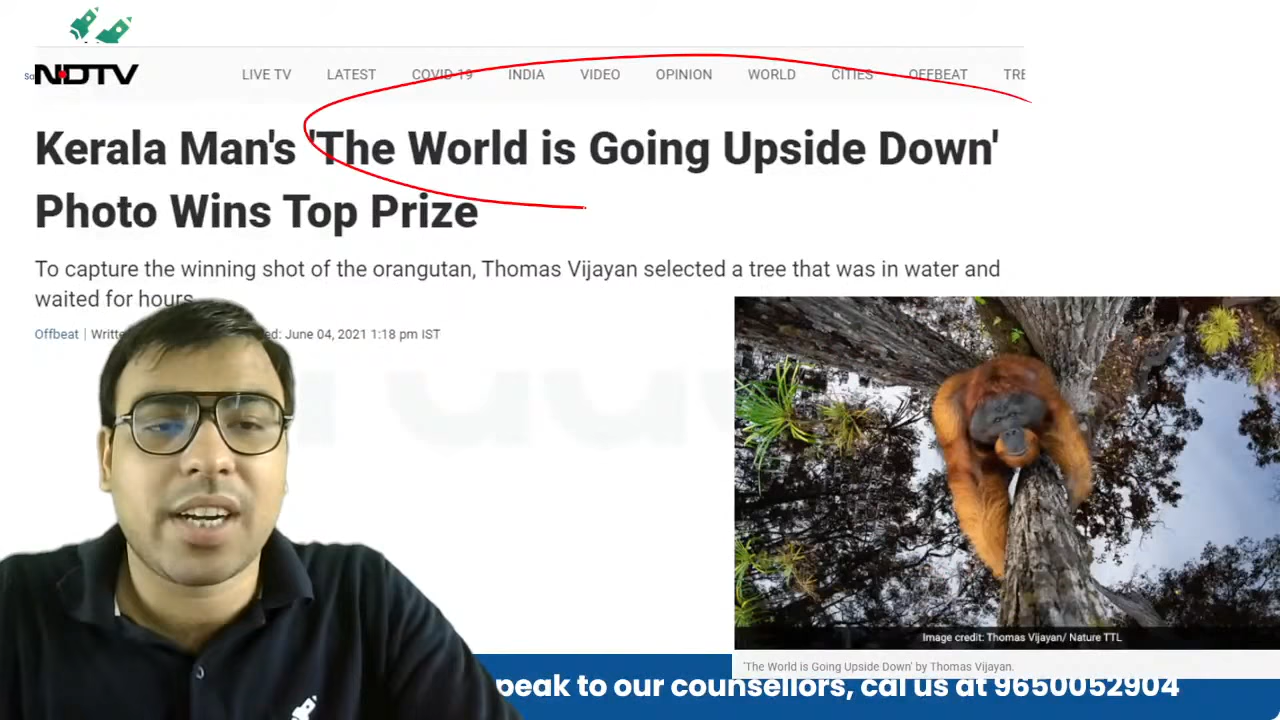 NDTV
LIVE TV LATEST COVID-19 INDIA VIDEO OPINION WORLD CITIES OFFBEAT
Kerala Man's 'The World is Going Upside Down'
Photo Wins Top Prize
To capture the winning shot of the orangutan, Thomas Vijayan selected a tree that was in water and
waited for hours
Offbeat | June 04, 2021 1:18 pm IST
Image credit: Thomas Vijayan/ Nature TTL
'The World is Going Upside Down' by Thomas Vijayan.
to our counsellors, cal us at 9650052904